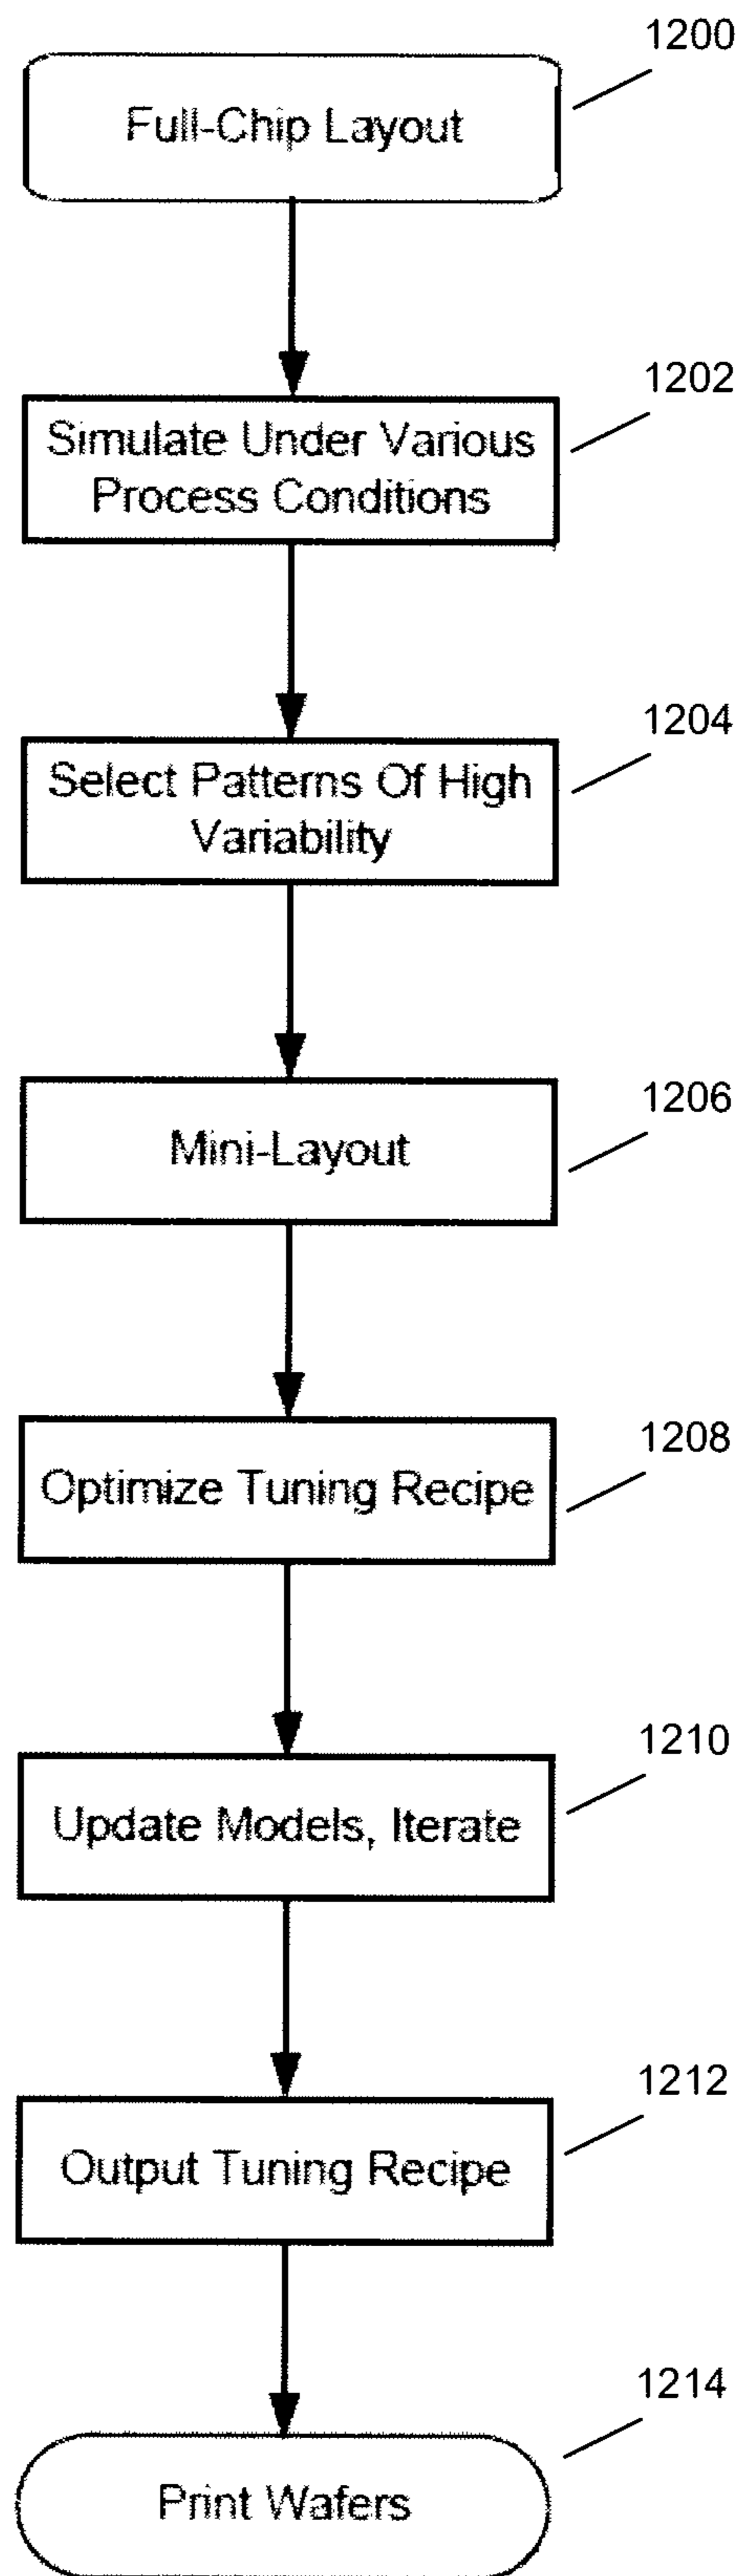 1200
Full-Chip Layout
1202
Simulate Under Various
Process Conditions
1204
Select Patterns Of High
Variability
1206
Mini-Layout
1208
Optimize Tuning Recipe
1210
Update Models, Iterate
1212
Output Tuning Recipe
1214
Print Wafers